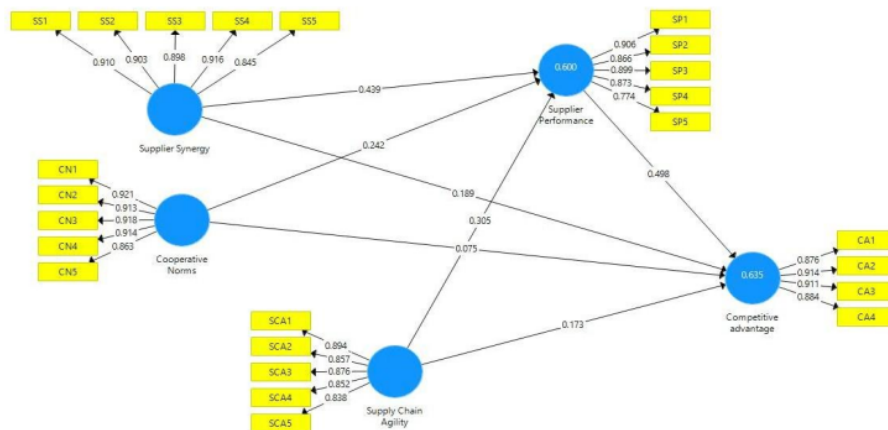 SS1 SS2 SS3 SS4 SS5
0.910 0.903 0.898 0.916 0.845
Supplier Synergy
CN1
CN2
CN3
CN4
CN5
0.921
0.913
0.918
0.914
0.863
Cooperative
Norms
SCA1
SCA2
SCA3
SCA4
SCA5
0.894
0.857
0.876
0.852
0.838
Supply Chain
Agility
0.439
0.242
0.189
0.305
0.075
0.173
0.498
0.600
Supplier
Performance
0.906
0.866
0.899
0.873
0.774
SP1
SP2
SP3
SP4
SP5
0.635
Competitive
advantage
0.876
0.914
0.911
0.884
CA1
CA2
CA3
CA4